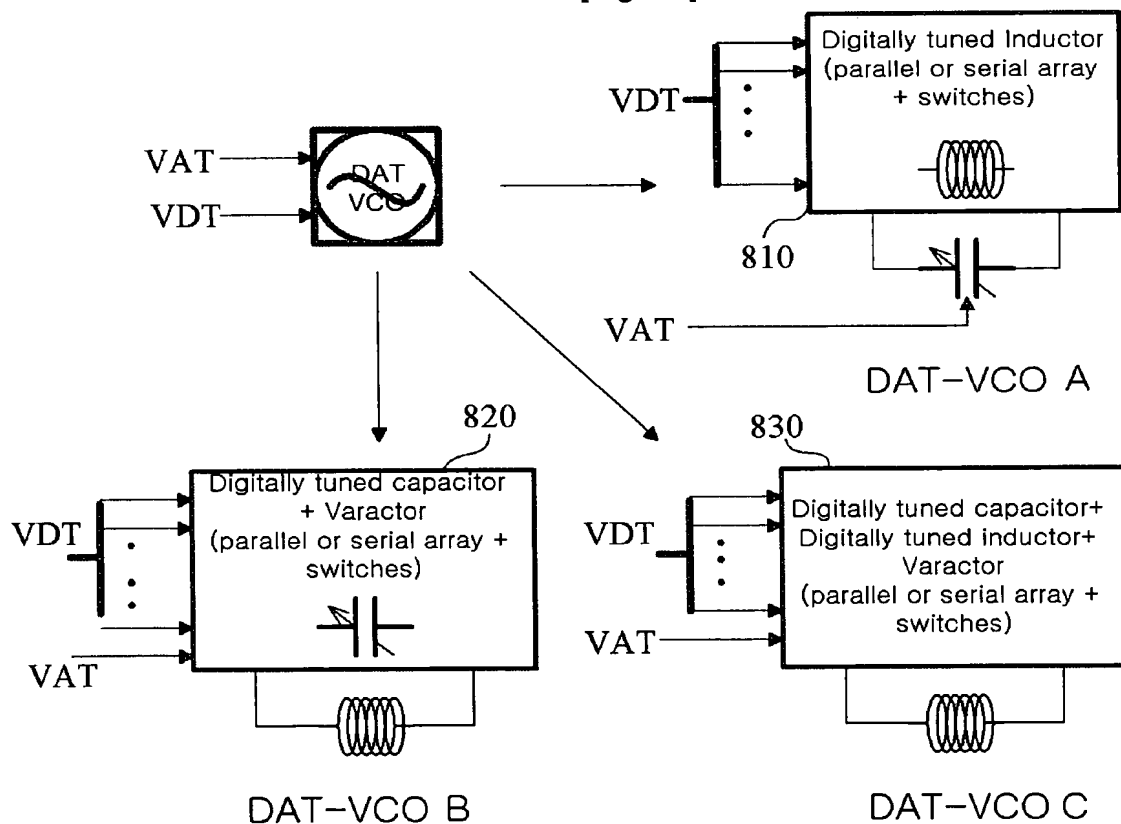 VAT
VDT
DAT
VCO
VDT
Digitally tuned Inductor
(parallel or serial array
+ switches)
810
VAT
DAT-VCO A
820
VDT
Digitally tuned capacitor
+ Varactor
(parallel or serial array +
switches)
VAT
DAT-VCO B
830
VDT
Digitally tuned capacitor+
Digitally tuned inductor+
Varactor
(parallel or serial array +
switches)
VAT
DAT-VCO C